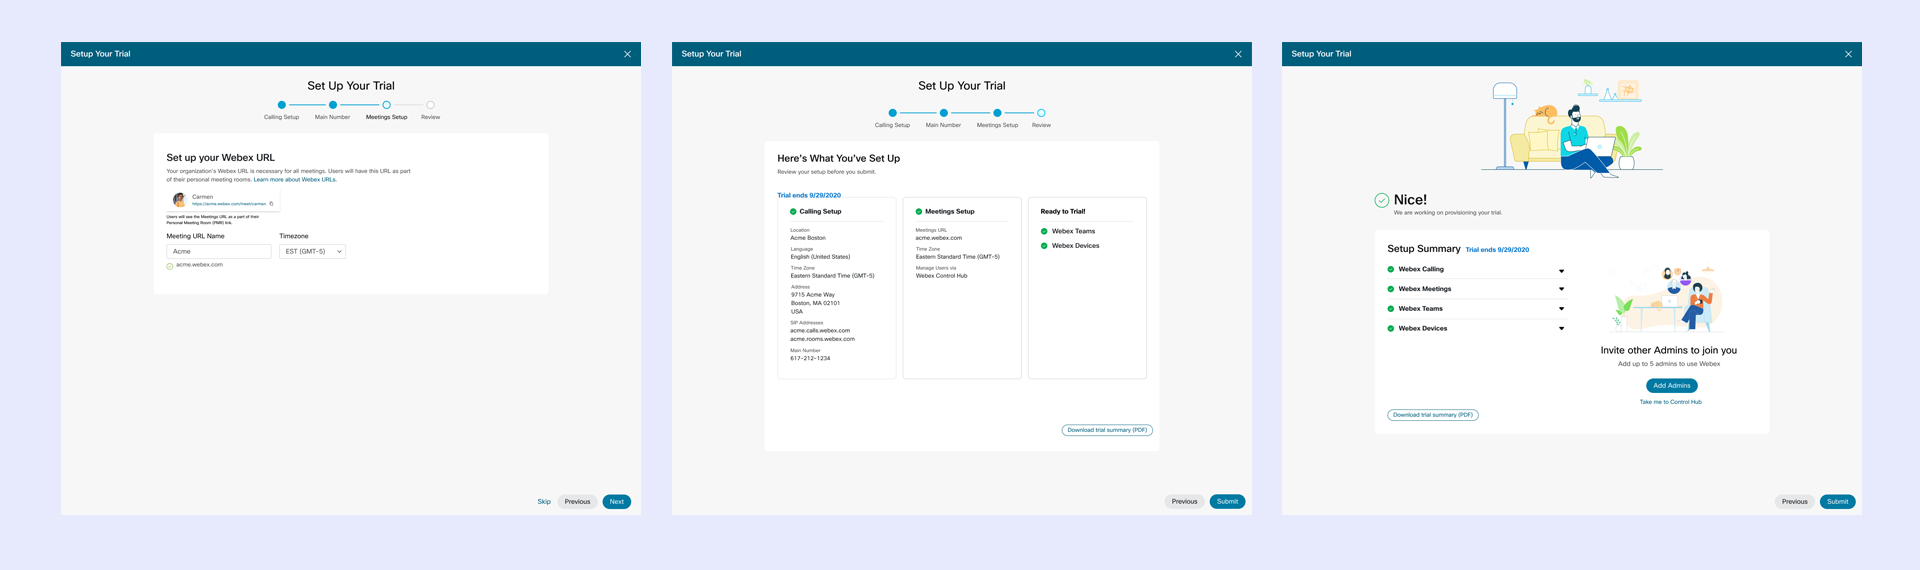 Setup Your Trial
Set Up Your Trial
Calling Setup
Main Number
Meetings Setup
Review
Set up your Webex URL
Your organization's Webex URL is necessary for all meetings. Users will have this URL as part
of their personal meeting rooms. Learn more about Webex URLs.
Carmen
https://acme.webex.com/meet/carmen
Users will see the Meetings URL as a part of their
Personal Meeting Room (PMR) link.
Meeting URL Name
Timezone
Acme
EST (GMT-5)
acme.webex.com
Skip
Previous
Next
Setup Your Trial
Set Up Your Trial
Calling Setup
Main Number
Meetings Setup
Review
Here's What You've Set Up
Review your setup before you submit.
Trial ends 9/29/2020
Calling Setup
Location
Acme Boston
Language
English (United States)
Time Zone
Eastern Standard Time (GMT-5)
Address
9715 Acme Way
Boston, MA 02101
USA
SIP Addresses
acme.calls.webex.com
acme.rooms.webex.com
Main Number
617-212-1234
Meetings Setup
Meetings URL
acme.webex.com
Time Zone
Eastern Standard Time (GMT-5)
Manage Users via
Webex Control Hub
Ready to Trial!
Webex Teams
Webex Devices
Download trial summary (PDF)
Previous
Submit
Setup Your Trial
Nice!
We are working on provisioning your trial.
Setup Summary Trial ends 9/29/2020
Webex Calling
Webex Meetings
Webex Teams
Webex Devices
Download trial summary (PDF)
Invite other Admins to join you
Add up to 5 admins to use Webex
Add Admins
Take me to Control Hub
Previous
Submit